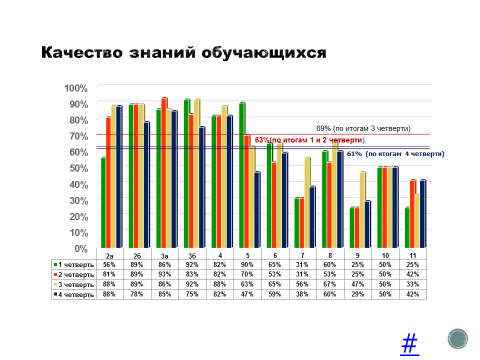 Качество знаний обучающихся
100%
90%
80%
70%
60%
50%
40%
30%
20%
10%
0%
69% (по итогам 3 четверти)
63%(по итогам 1 и 2 четверти)
61% (по итогам 4 четверти)
2а 2б 3а 3б 4 5 6 7 8 9 10 11
1 четверть 56% 89% 86% 92% 82% 90% 65% 31% 60% 25% 50% 25%
2 четверть 81% 89% 93% 83% 82% 70% 53% 31% 53% 25% 50% 42%
3 четверть 88% 89% 86% 92% 88% 63% 65% 56% 67% 47% 50% 33%
4 четверть 88% 78% 85% 75% 82% 47% 59% 38% 60% 29% 50% 42%
#